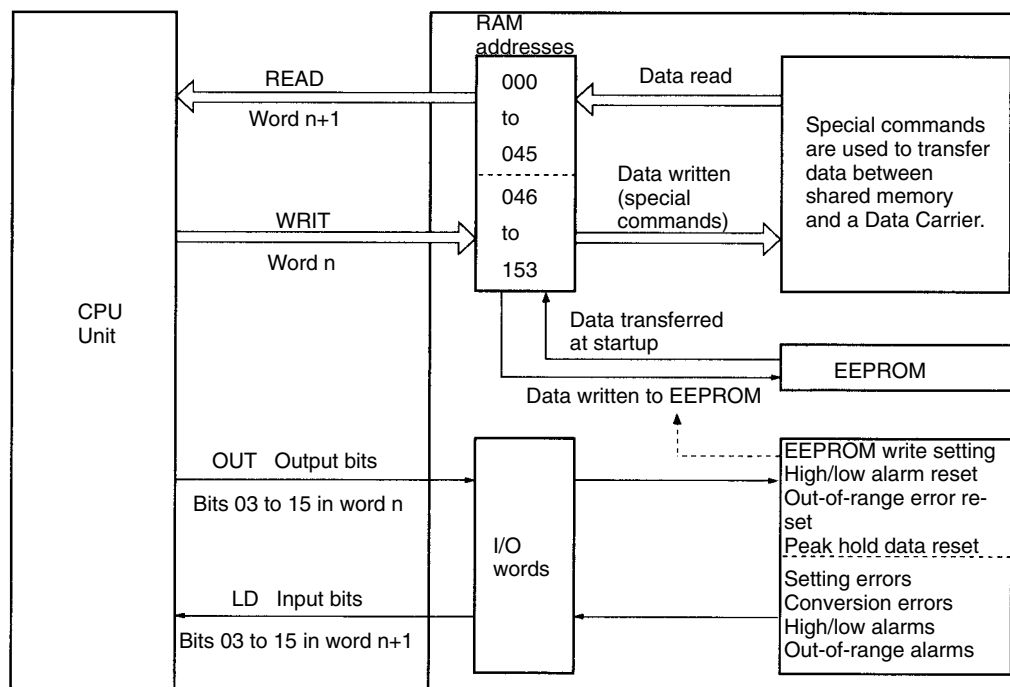 RAM
addresses
READ
Word n+1
000
to
045
Data read
Special commands
are used to transfer
data between
shared memory
and a Data Carrier.
WRIT
Word n
046
to
153
Data written
(special
commands)
CPU
Unit
Data transferred
at startup
EEPROM
Data written to EEPROM
OUT Output bits
Bits 03 to 15 in word n
I/O
words
EEPROM write setting
High/low alarm reset
Out-of-range error re-
set
Peak hold data reset
LD Input bits
Bits 03 to 15 in word n+1
Setting errors
Conversion errors
High/low alarms
Out-of-range alarms